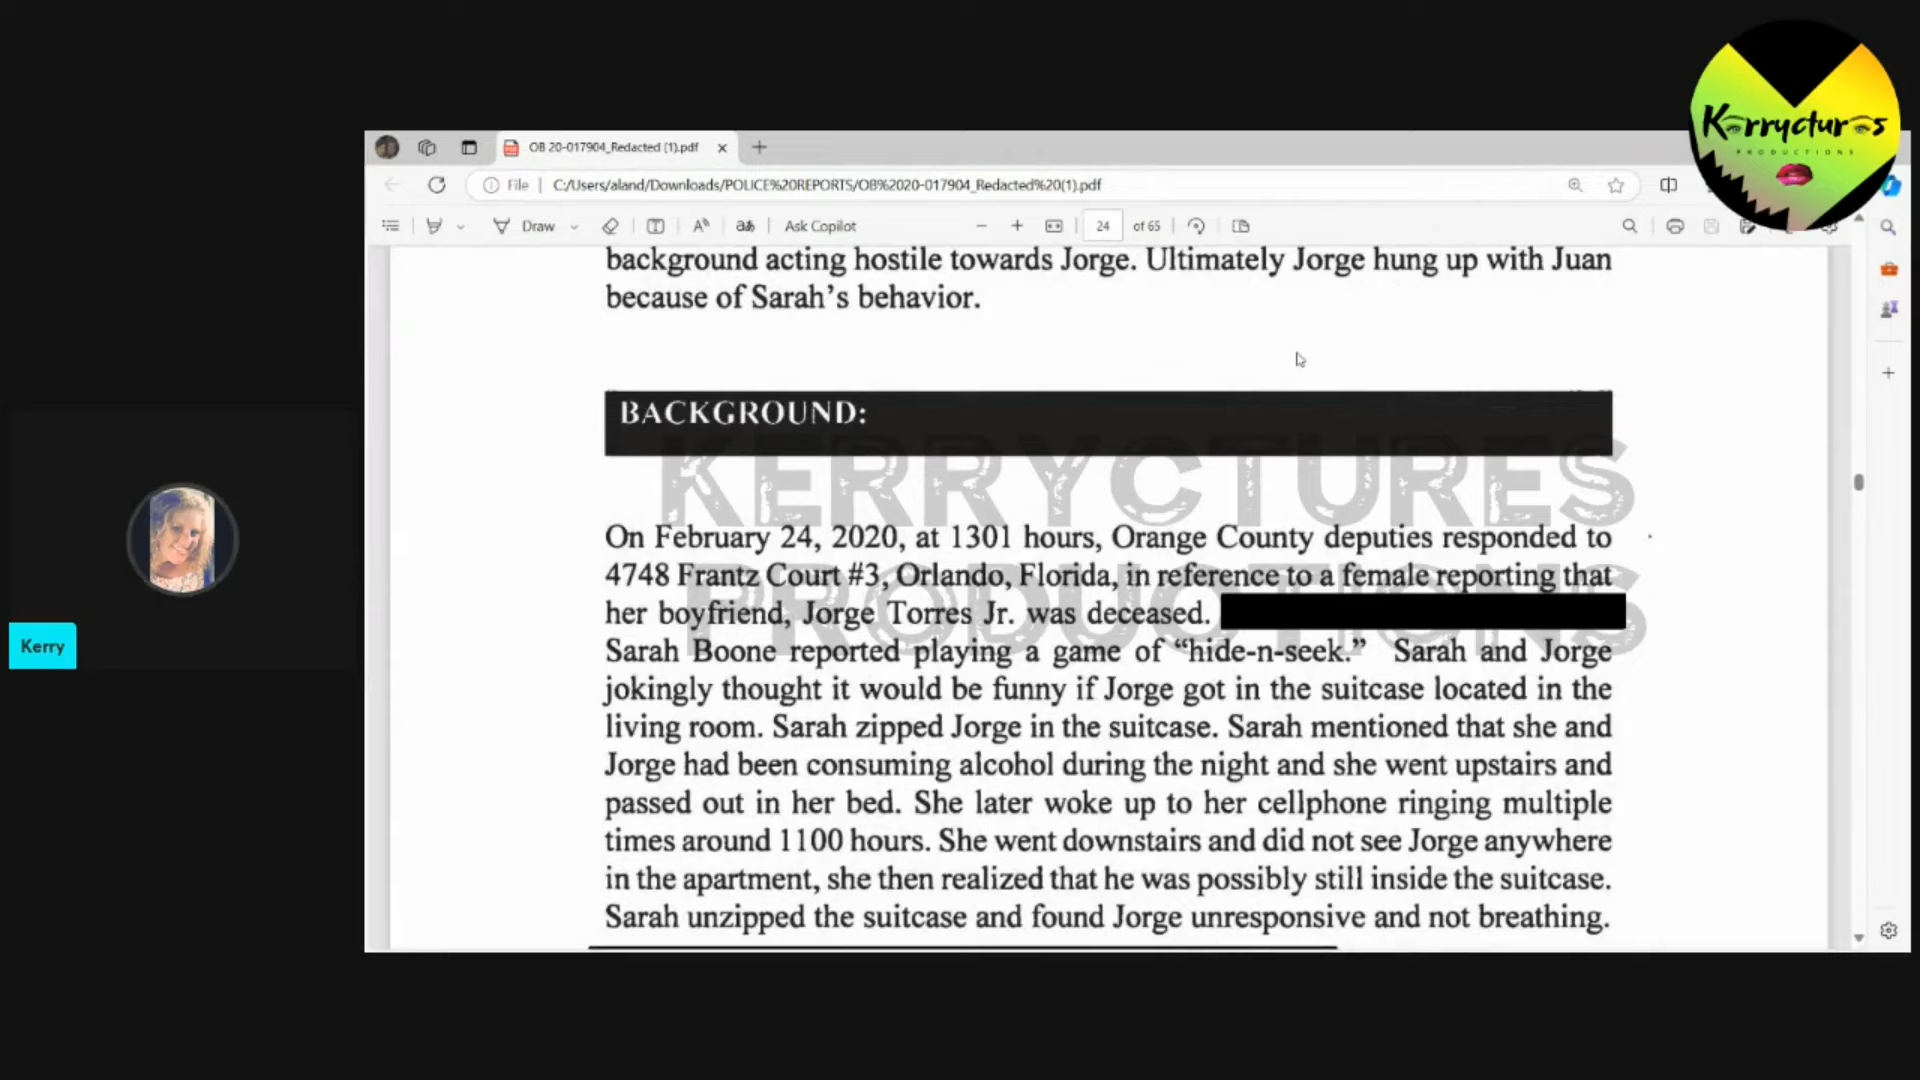 Kerryctures
PRODUCTIONS
OB 20-017904_Redacted (1).pdf
File
C:/Users/aland/Downloads/POLICE%20REPORTS/OB%2020-017904_Redacted%20(1).pdf
Draw
Ask Copilot
24 of 65
background acting hostile towards Jorge. Ultimately Jorge hung up with Juan
because of Sarah’s behavior.
BACKGROUND:
KERRYCTURES
PRODUCTIONS
On February 24, 2020, at 1301 hours, Orange County deputies responded to
4748 Frantz Court #3, Orlando, Florida, in reference to a female reporting that
her boyfriend, Jorge Torres Jr. was deceased.
Sarah Boone reported playing a game of “hide-n-seek.” Sarah and Jorge
jokingly thought it would be funny if Jorge got in the suitcase located in the
living room. Sarah zipped Jorge in the suitcase. Sarah mentioned that she and
Jorge had been consuming alcohol during the night and she went upstairs and
passed out in her bed. She later woke up to her cellphone ringing multiple
times around 1100 hours. She went downstairs and did not see Jorge anywhere
in the apartment, she then realized that he was possibly still inside the suitcase.
Sarah unzipped the suitcase and found Jorge unresponsive and not breathing.
Kerry